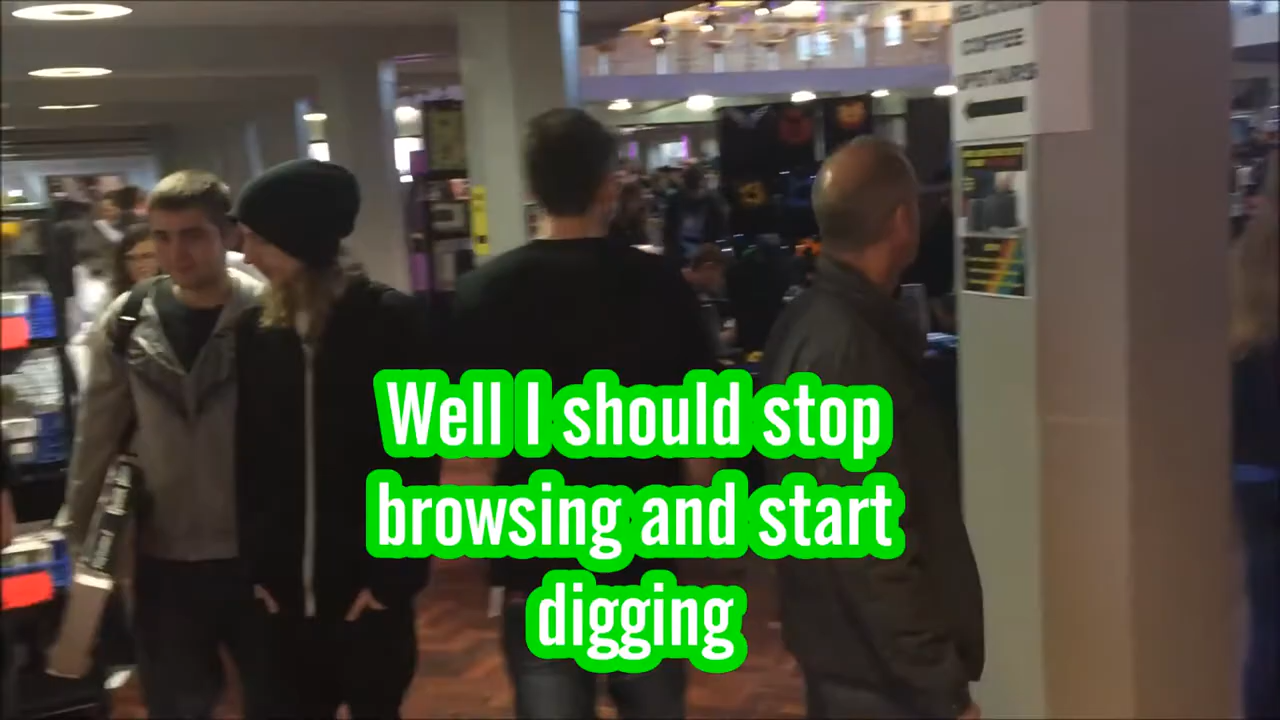 COFFEE
UPSTAIRS
Well I should stop
browsing and start
digging